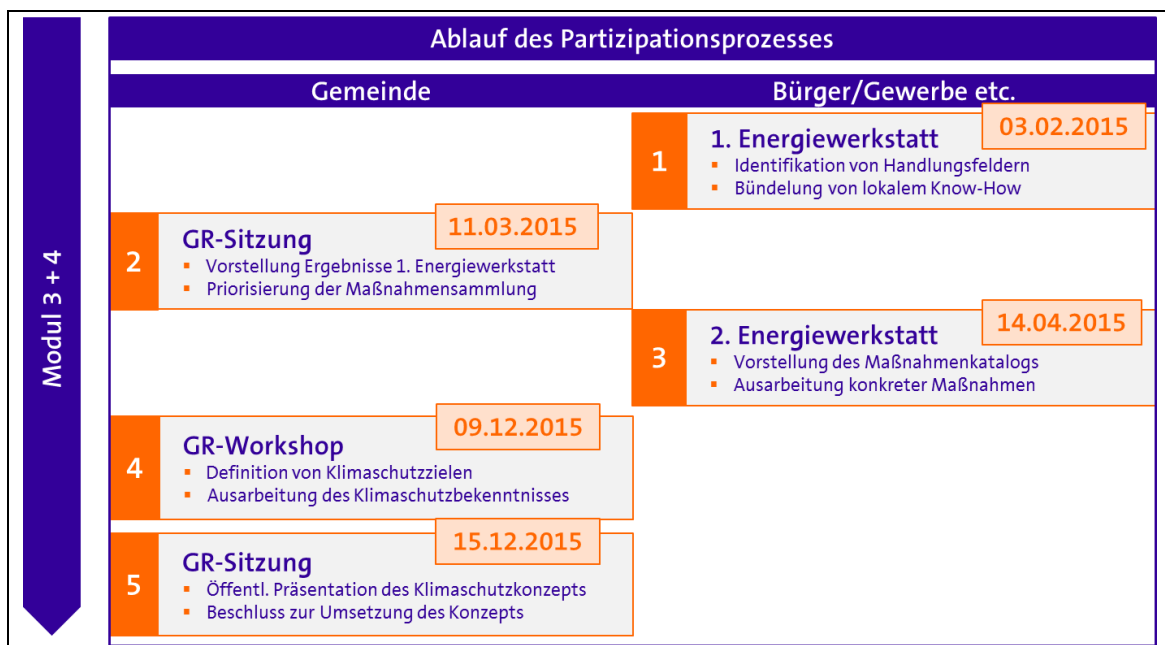 Ablauf des Partizipationsprozesses
Gemeinde
Bürger/Gewerbe etc.
Modul 3 + 4
03.02.2015
1
1. Energiewerkstatt
▪ Identifikation von Handlungsfeldern
▪ Bündelung von lokalem Know-How
11.03.2015
2
GR-Sitzung
▪ Vorstellung Ergebnisse 1. Energiewerkstatt
▪ Priorisierung der Maßnahmensammlung
14.04.2015
3
2. Energiewerkstatt
▪ Vorstellung des Maßnahmenkatalogs
▪ Ausarbeitung konkreter Maßnahmen
09.12.2015
4
GR-Workshop
▪ Definition von Klimaschutzzielen
▪ Ausarbeitung des Klimaschutzbekenntnisses
15.12.2015
5
GR-Sitzung
▪ Öffentl. Präsentation des Klimaschutzkonzepts
▪ Beschluss zur Umsetzung des Konzepts